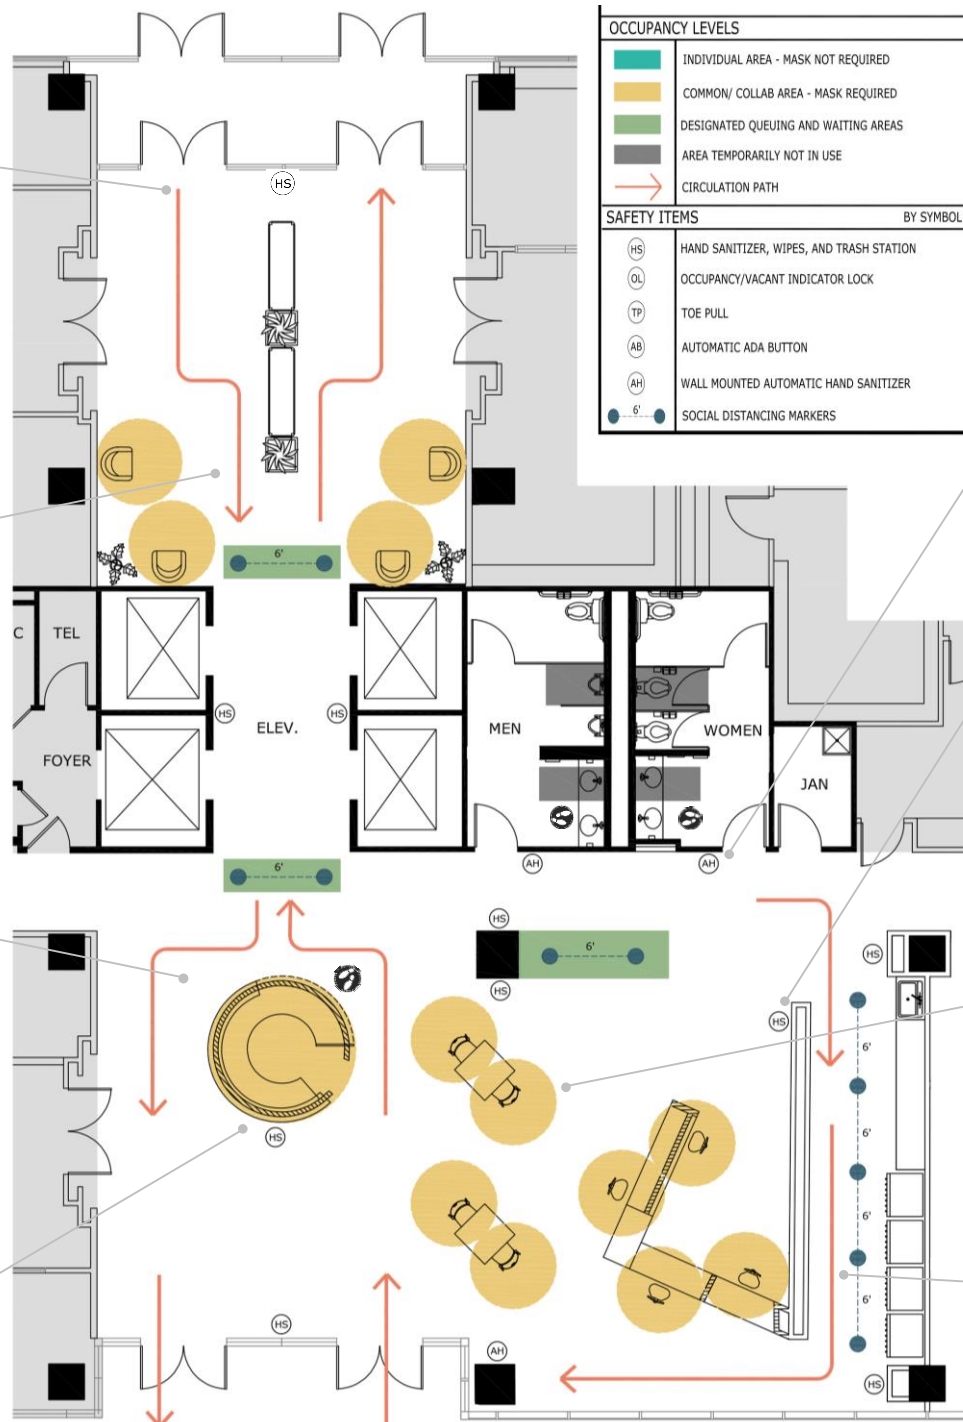 OCCUPANCY LEVELS
INDIVIDUAL AREA - MASK NOT REQUIRED
COMMON/ COLLAB AREA - MASK REQUIRED
DESIGNATED QUEUING AND WAITING AREAS
AREA TEMPORARILY NOT IN USE
CIRCULATION PATH
SAFETY ITEMS BY SYMBOL
HS HAND SANITIZER, WIPES, AND TRASH STATION
OL OCCUPANCY/VACANT INDICATOR LOCK
TP TOE PULL
AB AUTOMATIC ADA BUTTON
AH WALL MOUNTED AUTOMATIC HAND SANITIZER
6' SOCIAL DISTANCING MARKERS
HS
6'
C TEL
HS HS
ELEV. MEN WOMEN
FOYER
JAN
AH AH
6'
HS
6'
HS
HS
HS
6'
6'
HS
6'
6'
HS
AH
HS